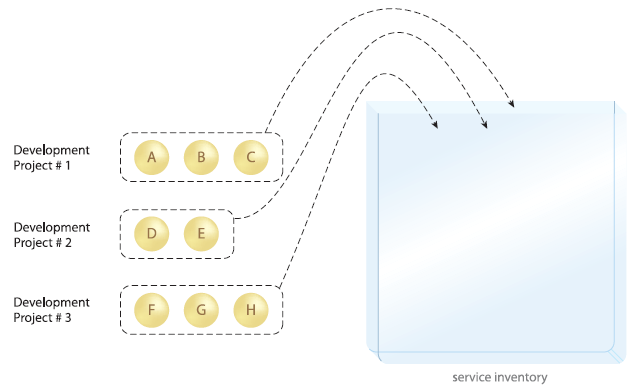 Development
Project # 1
A B C
Development
Project # 2
D E
Development
Project # 3
F G H
service inventory